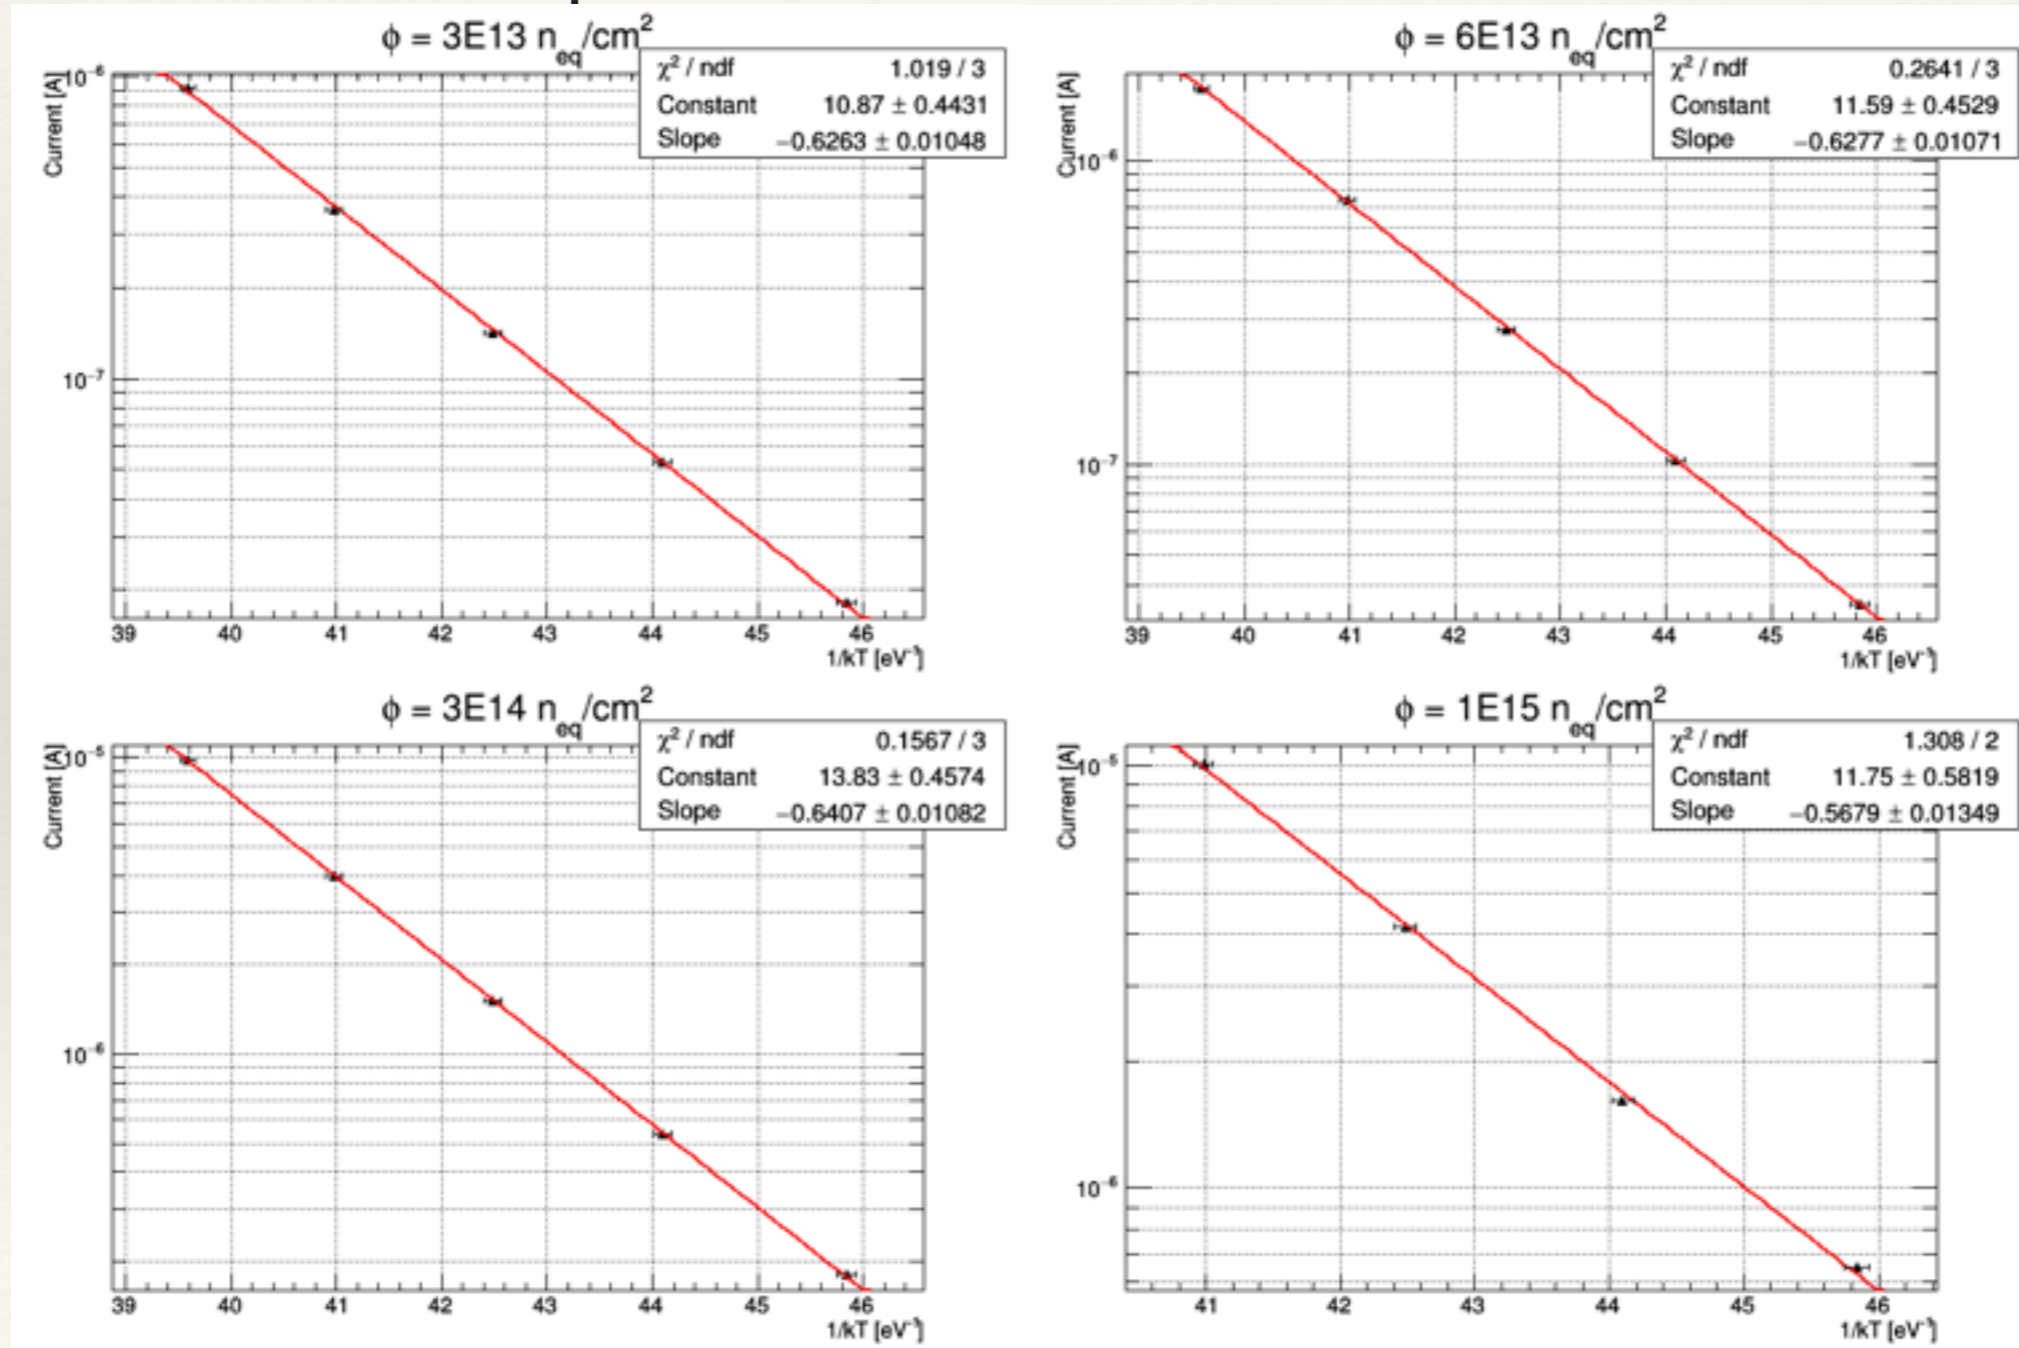 ϕ = 3E13 n_eq/cm²
χ² / ndf 1.019 / 3
Constant 10.87 ± 0.4431
Slope −0.6263 ± 0.01048
Current [A]
10⁻⁶
10⁻⁷
39 40 41 42 43 44 45 46
1/kT [eV⁻¹]
ϕ = 6E13 n_eq/cm²
χ² / ndf 0.2641 / 3
Constant 11.59 ± 0.4529
Slope −0.6277 ± 0.01071
Current [A]
10⁻⁶
10⁻⁷
39 40 41 42 43 44 45 46
1/kT [eV⁻¹]
ϕ = 3E14 n_eq/cm²
χ² / ndf 0.1567 / 3
Constant 13.83 ± 0.4574
Slope −0.6407 ± 0.01082
Current [A]
10⁻⁵
10⁻⁶
39 40 41 42 43 44 45 46
1/kT [eV⁻¹]
ϕ = 1E15 n_eq/cm²
χ² / ndf 1.308 / 2
Constant 11.75 ± 0.5819
Slope −0.5679 ± 0.01349
Current [A]
10⁻⁵
10⁻⁶
41 42 43 44 45 46
1/kT [eV⁻¹]